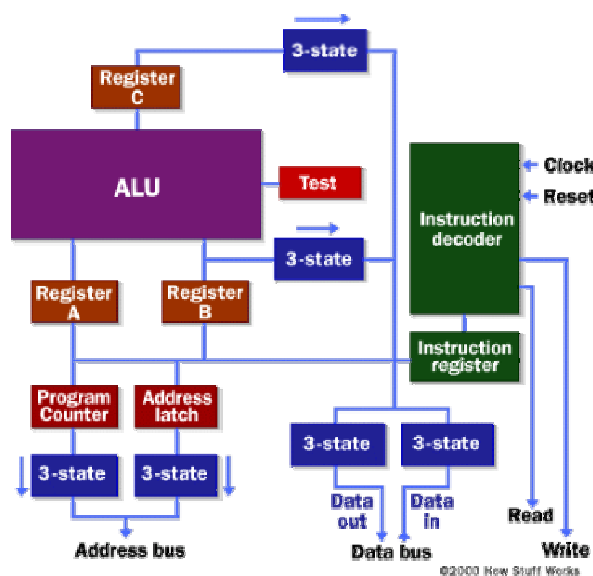 3-state
Register
C
ALU
Test
Clock
Reset
Instruction
decoder
3-state
Register
A
Register
B
Instruction
register
Program
Counter
Address
latch
3-state
3-state
3-state
3-state
Data
out
Data
in
Read
Address bus
Data bus
Write
©2000 How Stuff Works